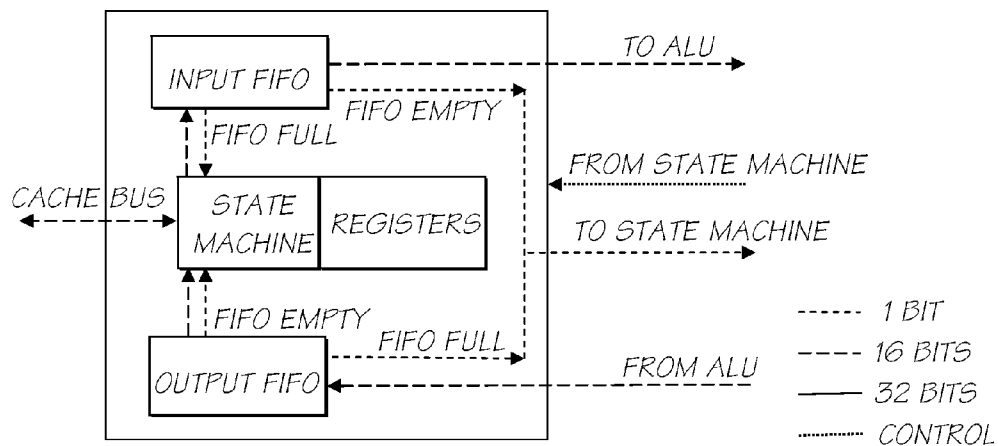 TO ALU
INPUT FIFO
FIFO EMPTY
FIFO FULL
FROM STATE MACHINE
CACHE BUS
STATE
MACHINE
REGISTERS
TO STATE MACHINE
FIFO EMPTY
FIFO FULL
1 BIT
FROM ALU
16 BITS
OUTPUT FIFO
32 BITS
CONTROL